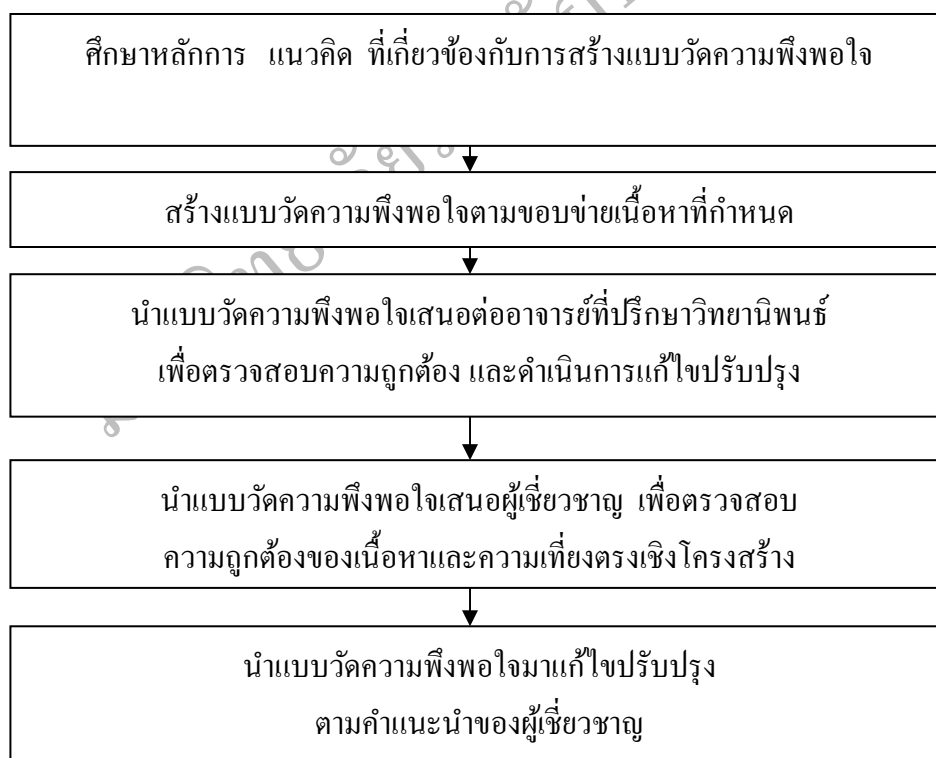 ศึกษาหลักการ แนวคิด ที่เกี่ยวข้องกับการสร้างแบบวัดความพึงพอใจ
สร้างแบบวัดความพึงพอใจตามขอบข่ายเนื้อหาที่กำหนด
นำแบบวัดความพึงพอใจเสนอต่ออาจารย์ที่ปรึกษาวิทยานิพนธ์
เพื่อตรวจสอบความถูกต้อง และดำเนินการแก้ไขปรับปรุง
นำแบบวัดความพึงพอใจเสนอผู้เชี่ยวชาญ เพื่อตรวจสอบ
ความถูกต้องของเนื้อหาและความเที่ยงตรงเชิงโครงสร้าง
นำแบบวัดความพึงพอใจมาแก้ไขปรับปรุง
ตามคำแนะนำของผู้เชี่ยวชาญ